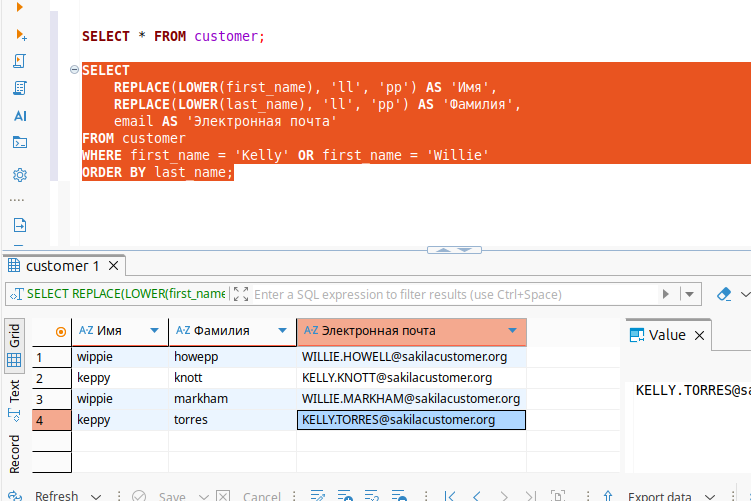 SELECT * FROM customer;
SELECT
REPLACE(LOWER(first_name), 'll', 'pp') AS 'Имя',
REPLACE(LOWER(last_name), 'll', 'pp') AS 'Фамилия',
email AS 'Электронная почта'
FROM customer
WHERE first_name = 'Kelly' OR first_name = 'Willie'
ORDER BY last_name;
AI
customer 1
SELECT REPLACE(LOWER(first_name Enter a SQL expression to filter results (use Ctrl+Space)
Grid
Text
Record
A-Z Имя A-Z Фамилия A-Z Электронная почта
1 wippie howepp WILLIE.HOWELL@sakilacustomer.org
2 keppy knott KELLY.KNOTT@sakilacustomer.org
3 wippie markham WILLIE.MARKHAM@sakilacustomer.org
4 keppy torres KELLY.TORRES@sakilacustomer.org
Value
KELLY.TORRES@sa
Refresh Save Cancel Export data